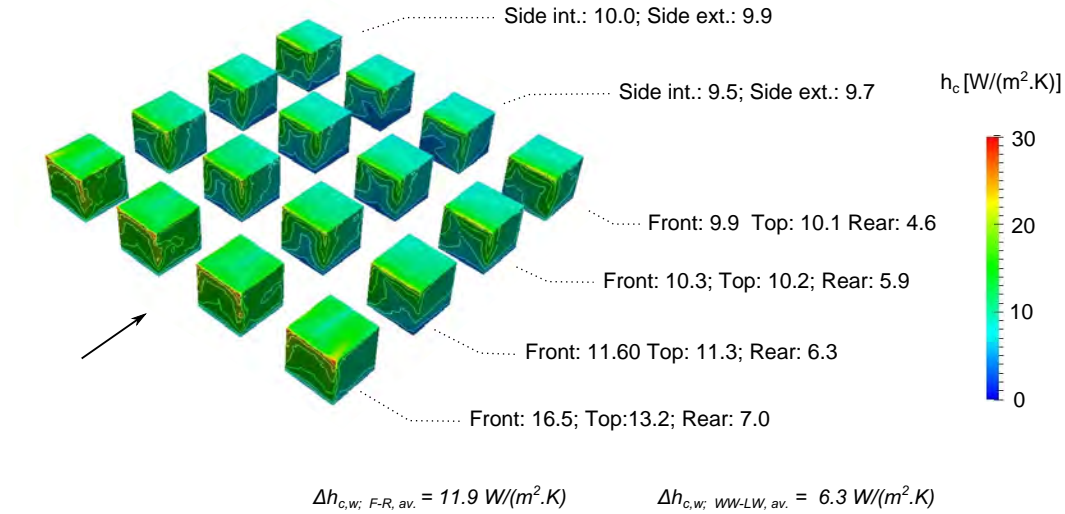 Side int.: 10.0; Side ext.: 9.9
Side int.: 9.5; Side ext.: 9.7
h_c [W/(m².K)]
30
20
10
0
Front: 9.9 Top: 10.1 Rear: 4.6
Front: 10.3; Top: 10.2; Rear: 5.9
Front: 11.60 Top: 11.3; Rear: 6.3
Front: 16.5; Top:13.2; Rear: 7.0
Δh_c,w; F-R, av. = 11.9 W/(m².K) Δh_c,w; WW-LW, av. = 6.3 W/(m².K)